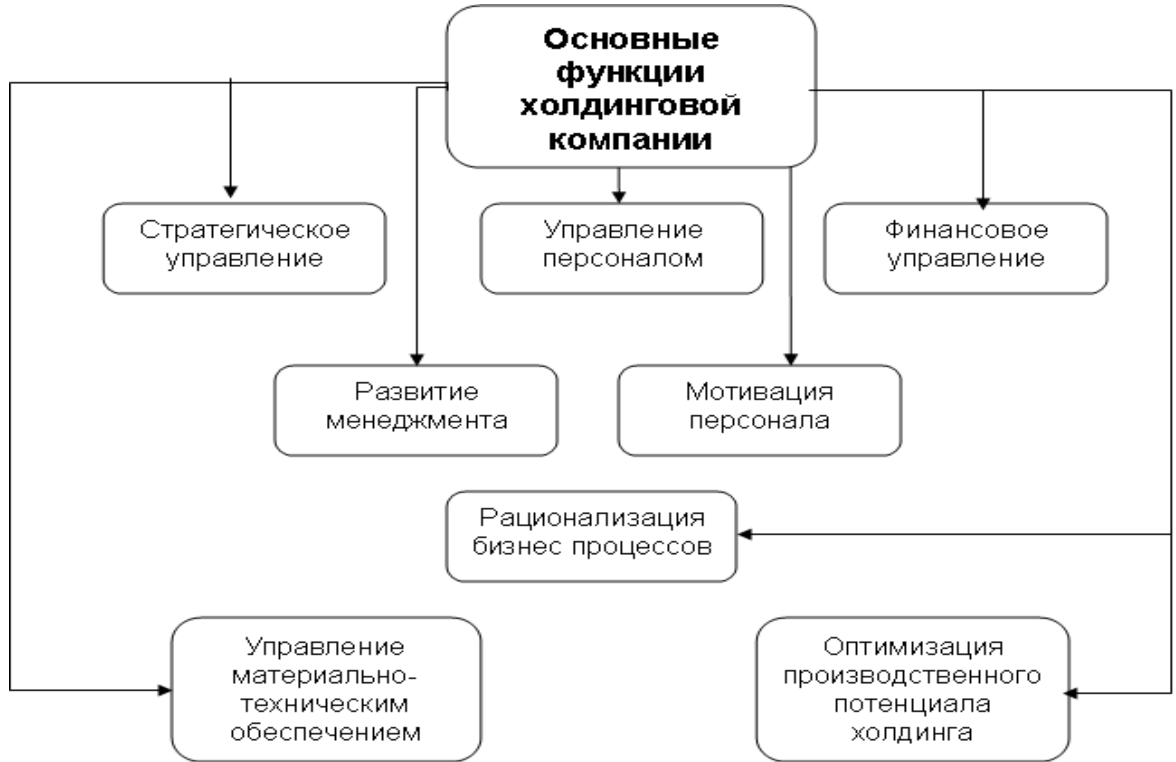 Основные
функции
холдинговой
компании
Стратегическое
управление
Управление
персоналом
Финансовое
управление
Развитие
менеджмента
Мотивация
персонала
Рационализация
бизнес процессов
Управление
материально-
техническим
обеспечением
Оптимизация
производственного
потенциала
холдинга